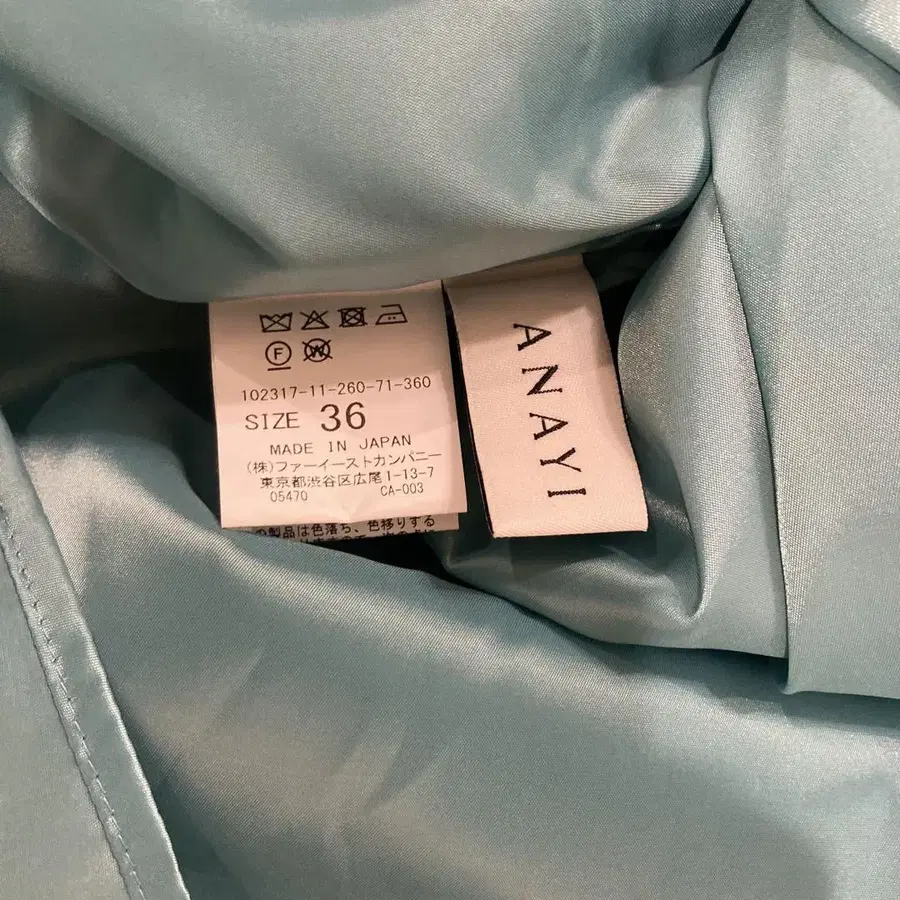 F
W
102317-11-260-71-360
SIZE 36
MADE IN JAPAN
(株)ファーイーストカンパニー
東京都渋谷区広尾1-13-7
05470 CA-003
の製品は色落ち、色移りする
ANAYI